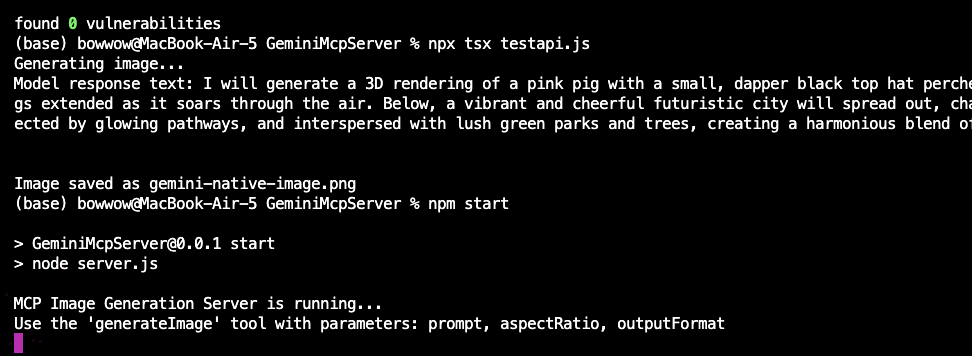 found 0 vulnerabilities
(base) bowwow@MacBook-Air-5 GeminiMcpServer % npx tsx testapi.js
Generating image...
Model response text: I will generate a 3D rendering of a pink pig with a small, dapper black top hat perche
gs extended as it soars through the air. Below, a vibrant and cheerful futuristic city will spread out, cha
ected by glowing pathways, and interspersed with lush green parks and trees, creating a harmonious blend of
Image saved as gemini-native-image.png
(base) bowwow@MacBook-Air-5 GeminiMcpServer % npm start
> GeminiMcpServer@0.0.1 start
> node server.js
MCP Image Generation Server is running...
Use the 'generateImage' tool with parameters: prompt, aspectRatio, outputFormat